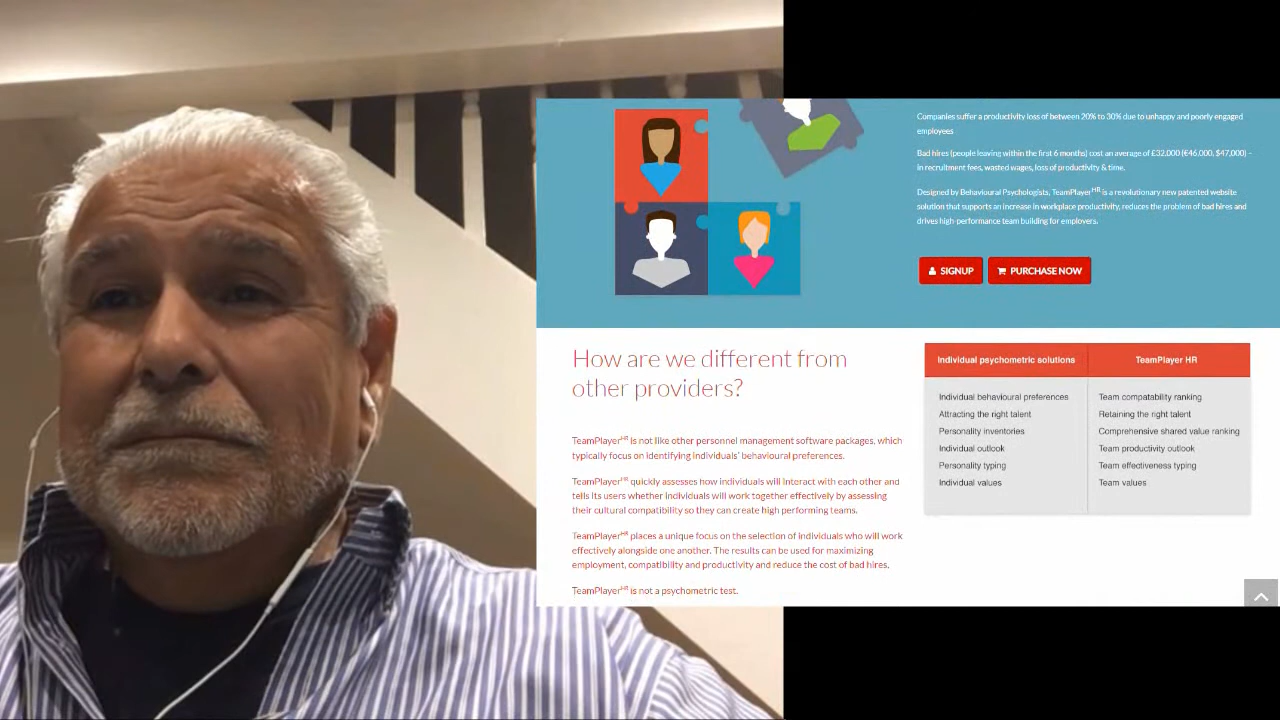 Companies suffer a productivity loss of between 20% to 30% due to unhappy and poorly engaged
employees
Bad hires (people leaving within the first 6 months) cost an average of £32,000 (€46,000, $47,000) –
in recruitment fees, wasted wages, loss of productivity & time.
Designed by Behavioural Psychologists, TeamPlayerHR is a revolutionary new patented website
solution that supports an increase in workplace productivity, reduces the problem of bad hires and
drives high-performance team building for employers.
SIGNUP
PURCHASE NOW
How are we different from
other providers?
TeamPlayerHR is not like other personnel management software packages, which
typically focus on identifying individuals' behavioural preferences.
TeamPlayerHR quickly assesses how individuals will interact with each other and
tells its users whether individuals will work together effectively by assessing
their cultural compatibility so they can create high performing teams.
TeamPlayerHR places a unique focus on the selection of individuals who will work
effectively alongside one another. The results can be used for maximizing
employment, compatibility and productivity and reduce the cost of bad hires.
TeamPlayerHR is not a psychometric test.
Individual psychometric solutions TeamPlayer HR
Individual behavioural preferences Team compatability ranking
Attracting the right talent Retaining the right talent
Personality inventories Comprehensive shared value ranking
Individual outlook Team productivity outlook
Personality typing Team effectiveness typing
Individual values Team values